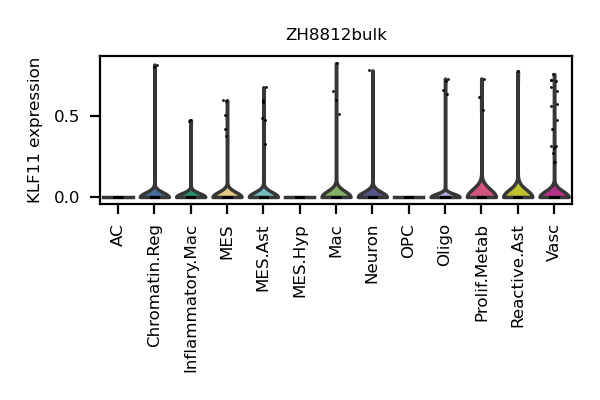 ZH8812bulk
KLF11 expression
0.5
0.0
AC
Chromatin.Reg
Inflammatory.Mac
MES
MES.Ast
MES.Hyp
Mac
Neuron
OPC
Oligo
Prolif.Metab
Reactive.Ast
Vasc